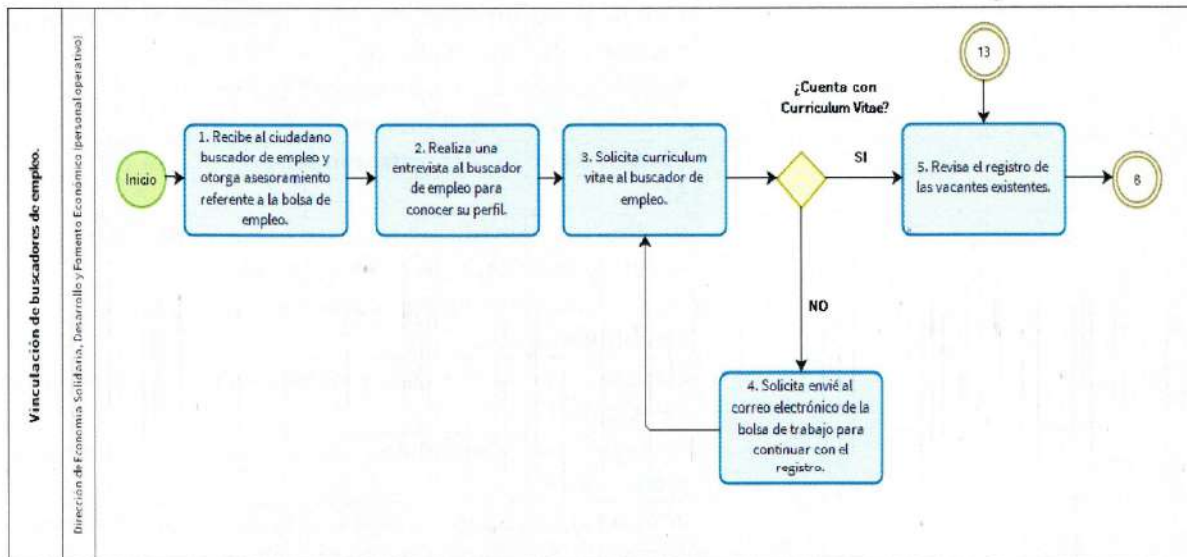 Vinculación de buscadores de empleo.
Dirección de Economía Solidaria, Desarrollo y Fomento Económico (personal operativo)
Inicio
1. Recibe al ciudadano
buscador de empleo y
otorga asesoramiento
referente a la bolsa de
empleo.
2. Realiza una
entrevista al buscador
de empleo para
conocer su perfil.
3. Solicita curriculum
vitae al buscador de
empleo.
¿Cuenta con
Curriculum Vitae?
SI
NO
4. Solicita envié al
correo electrónico de la
bolsa de trabajo para
continuar con el
registro.
13
5. Revisa el registro de
las vacantes existentes.
6